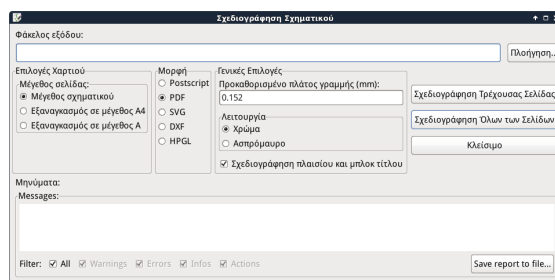 Σχεδιογράφηση Σχηματικού
Φάκελος εξόδου:
Πλοήγηση...
Επιλογές Χαρτιού
Μέγεθος σελίδας:
Μέγεθος σχηματικού
Εξαναγκασμός σε μέγεθος A4
Εξαναγκασμός σε μέγεθος A
Μορφή
Postscript
PDF
SVG
DXF
HPGL
Γενικές Επιλογές
Προκαθορισμένο πλάτος γραμμής (mm):
0.152
Λειτουργία
Χρώμα
Ασπρόμαυρο
Σχεδιογράφηση πλαισίου και μπλοκ τίτλου
Σχεδιογράφηση Τρέχουσας Σελίδας
Σχεδιογράφηση Όλων των Σελίδων
Κλείσιμο
Μηνύματα:
Messages:
Filter: All Warnings Errors Infos Actions
Save report to file...